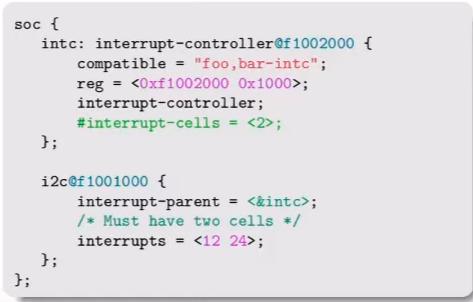 soc {
    intc: interrupt-controller@f1002000 {
        compatible = "foo,bar-intc";
        reg = <0xf1002000 0x1000>;
        interrupt-controller;
        #interrupt-cells = <2>;
    };

    i2c@f1001000 {
        interrupt-parent = <&intc>;
        /* Must have two cells */
        interrupts = <12 24>;
    };
};